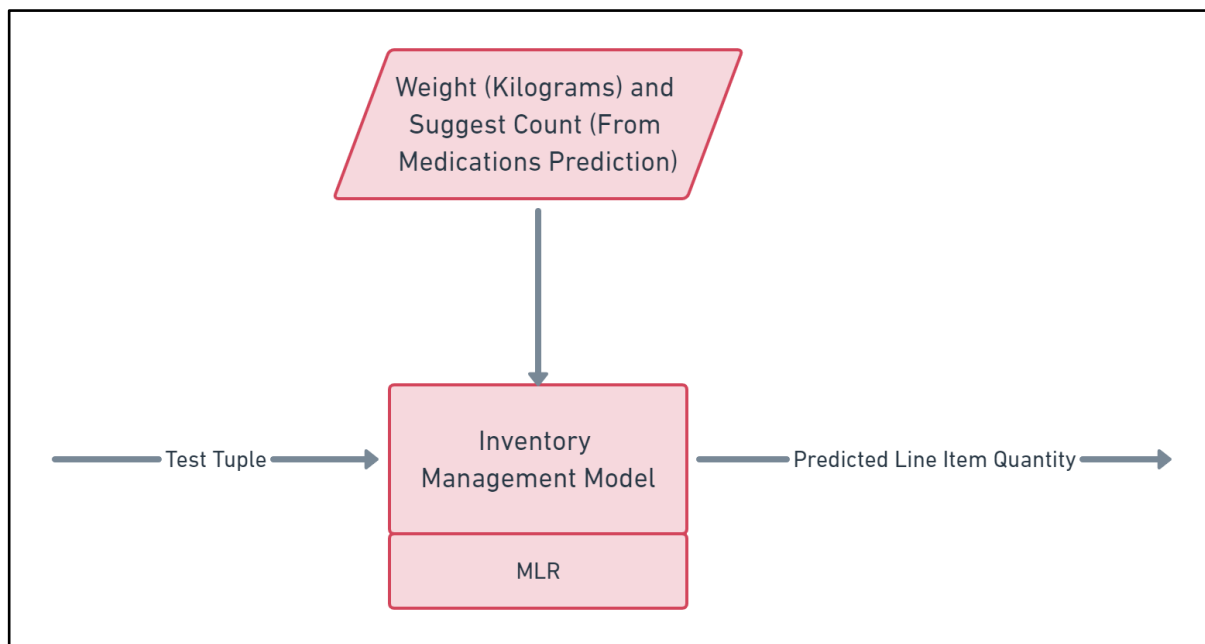 Weight (Kilograms) and
Suggest Count (From
Medications Prediction)
Inventory
Management Model
Test Tuple
Predicted Line Item Quantity
MLR